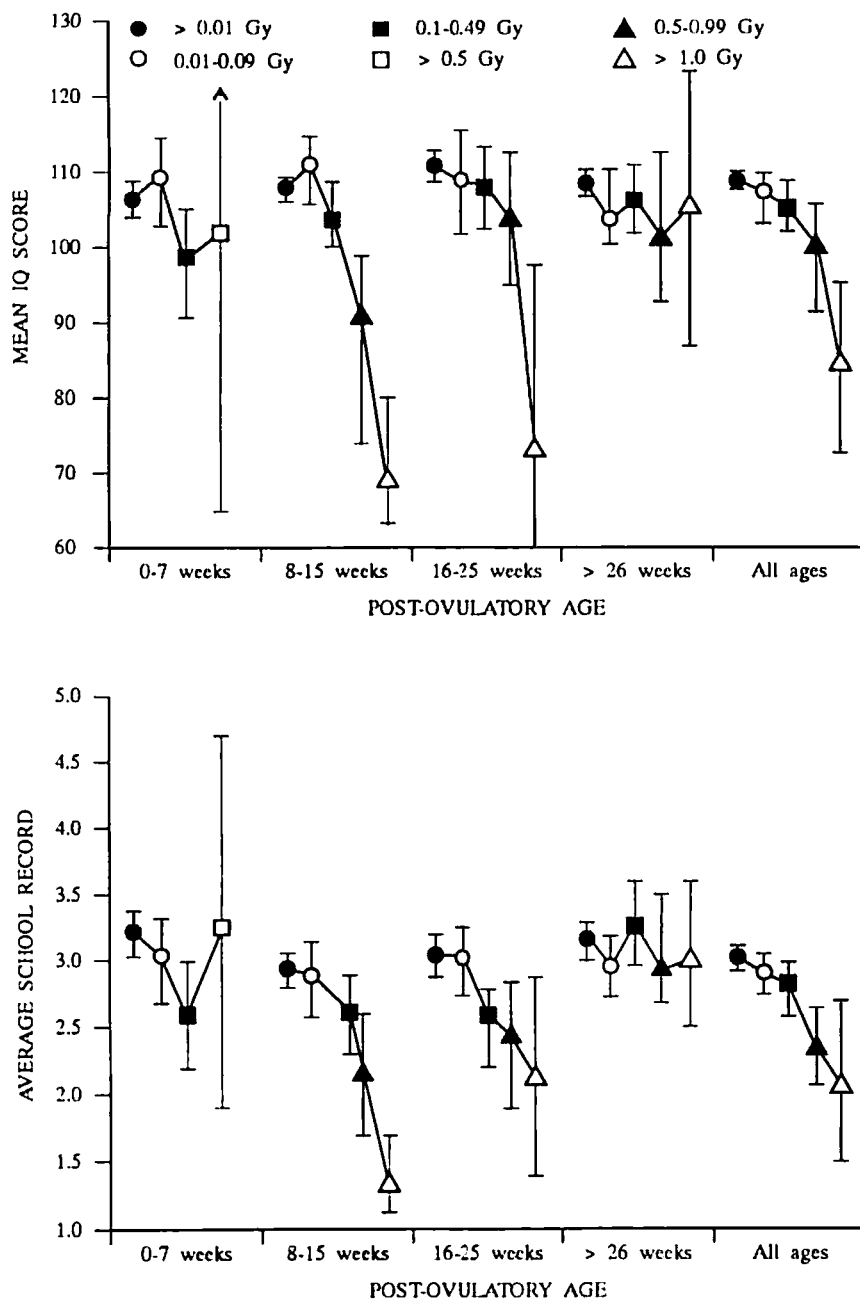 > 0.01 Gy 0.1-0.49 Gy 0.5-0.99 Gy
0.01-0.09 Gy > 0.5 Gy > 1.0 Gy
130
120
110
100
90
80
70
60
MEAN IQ SCORE
0-7 weeks 8-15 weeks 16-25 weeks > 26 weeks All ages
POST-OVULATORY AGE
5.0
4.5
4.0
3.5
3.0
2.5
2.0
1.5
1.0
AVERAGE SCHOOL RECORD
0-7 weeks 8-15 weeks 16-25 weeks > 26 weeks All ages
POST-OVULATORY AGE